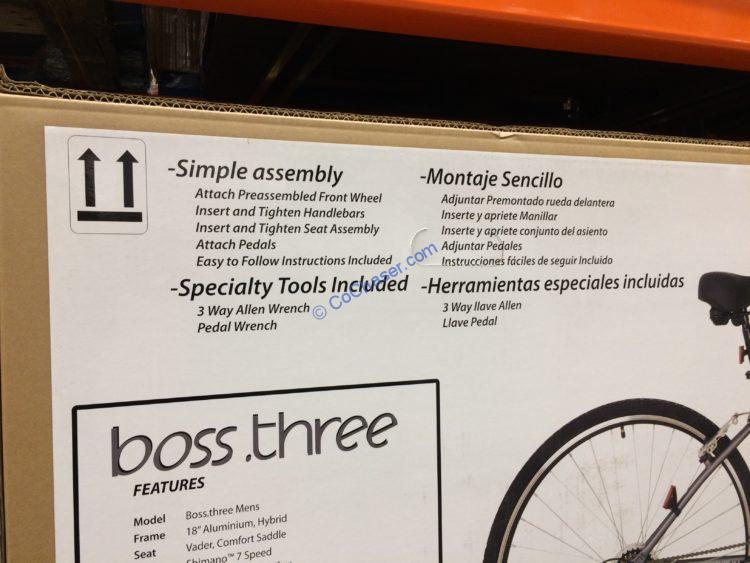 -Simple assembly
Attach Preassembled Front Wheel
Insert and Tighten Handlebars
Insert and Tighten Seat Assembly
Attach Pedals
Easy to Follow Instructions Included
-Specialty Tools Included
3 Way Allen Wrench
Pedal Wrench
-Montaje Sencillo
Adjuntar Premontado rueda delantera
Inserte y apriete Manillar
Inserte y apriete conjunto del asiento
Adjuntar Pedales
Instrucciones fáciles de seguir Incluido
-Herramientas especiales incluidas
3 Way llave Allen
Llave Pedal
© CoCleaser.com
boss.three
FEATURES
Model Boss.three Mens
Frame 18" Aluminium, Hybrid
Seat Vader, Comfort Saddle
Shimano™ 7 Speed